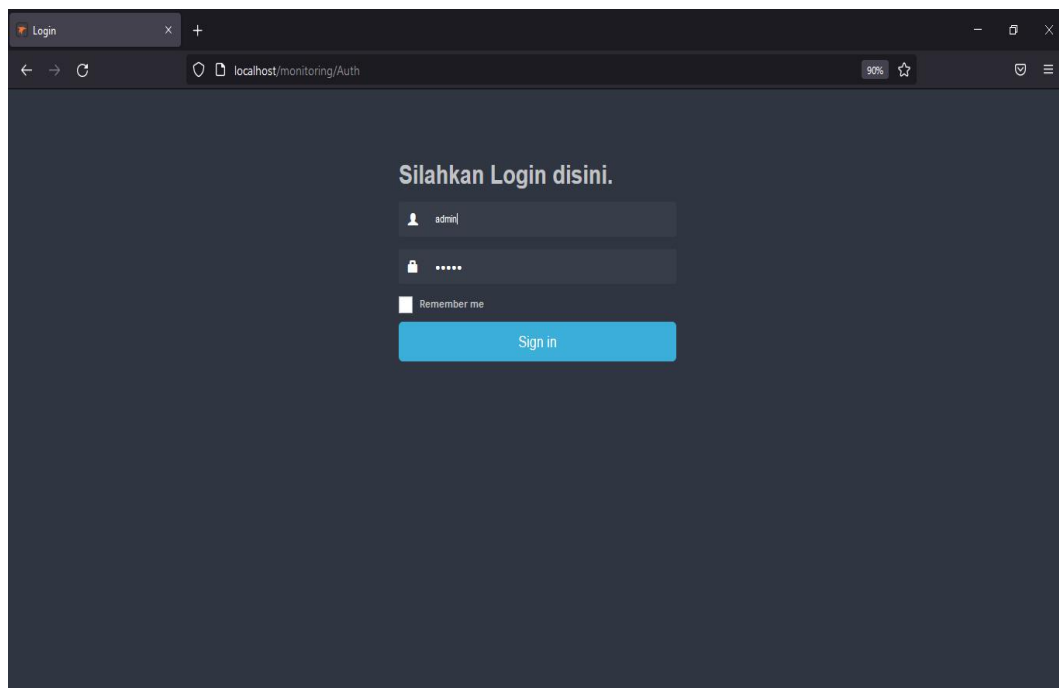 Login
localhost/monitoring/Auth
90%
Silahkan Login disini.
admin
•••••
Remember me
Sign in